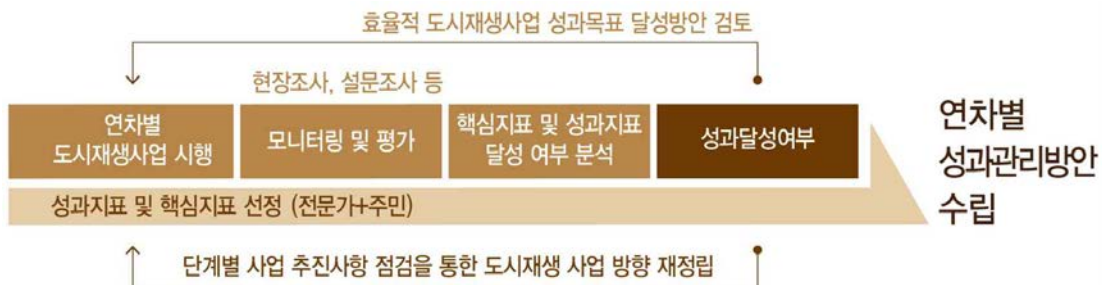 효율적 도시재생사업 성과목표 달성방안 검토
현장조사, 설문조사 등
연차별
도시재생사업 시행
모니터링 및 평가
핵심지표 및 성과지표
달성 여부 분석
성과달성여부
연차별
성과관리방안
수립
성과지표 및 핵심지표 선정 (전문가+주민)
단계별 사업 추진사항 점검을 통한 도시재생 사업 방향 재정립